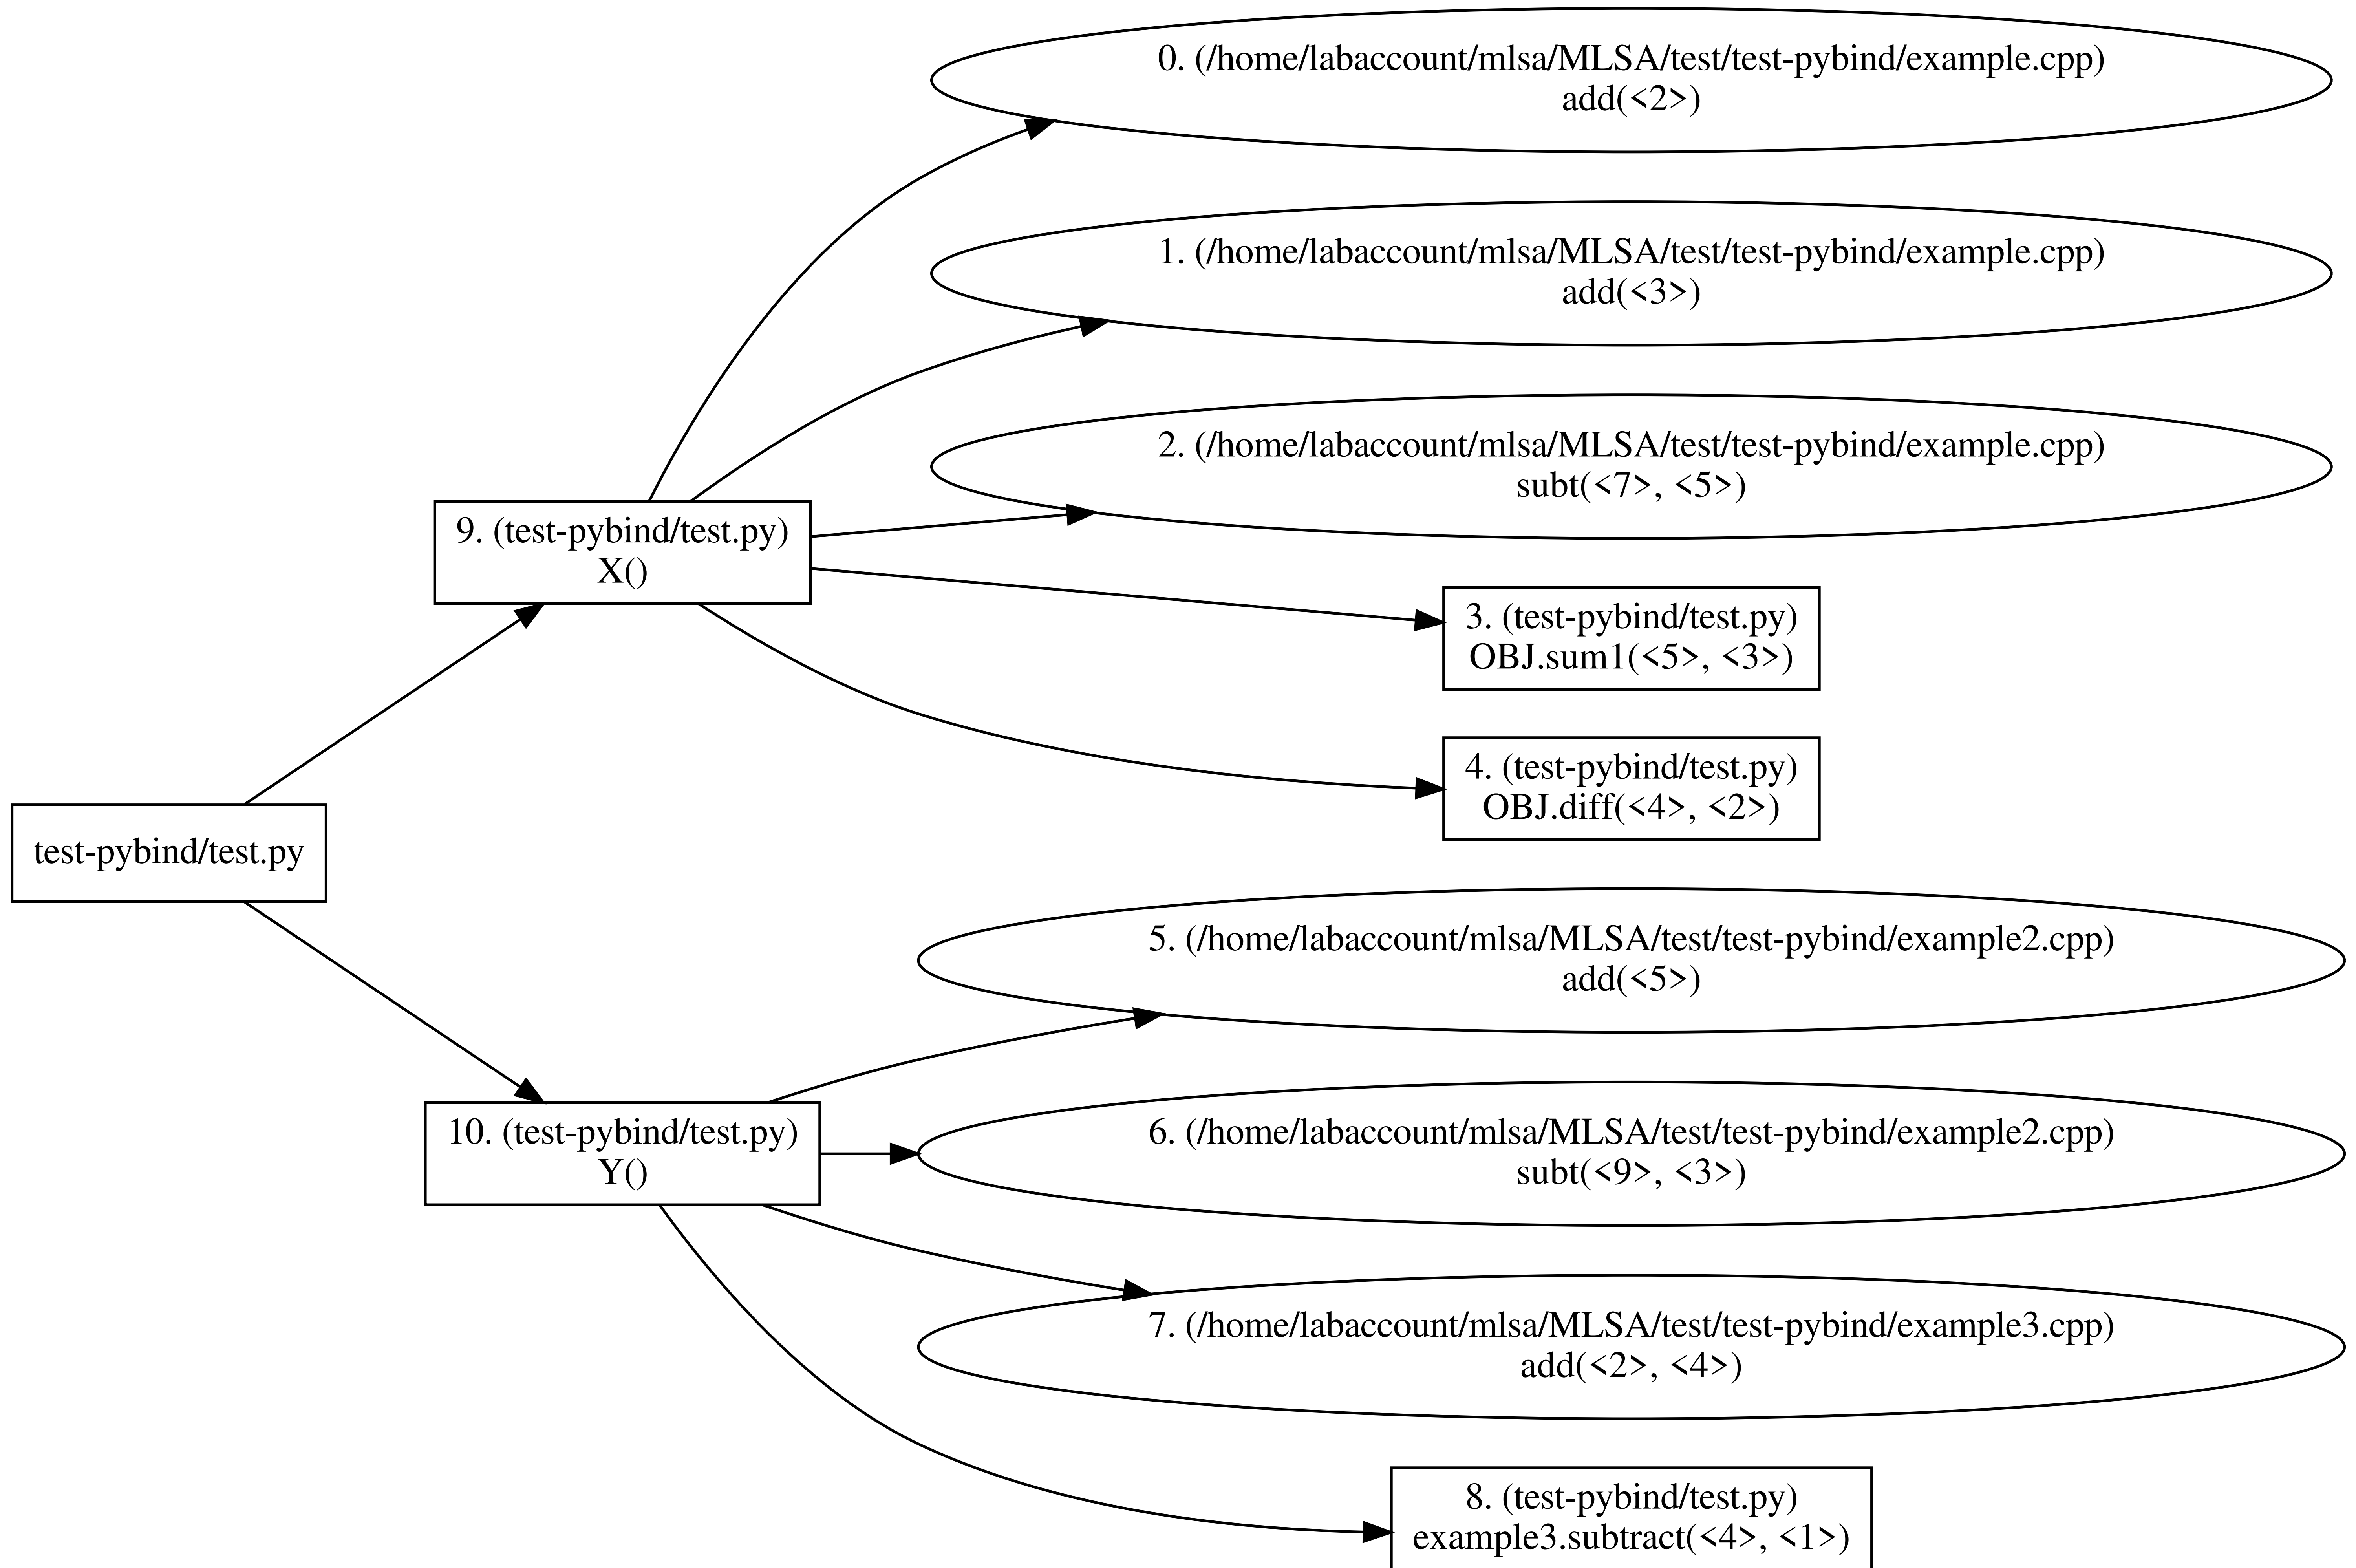 0. (/home/labaccount/mlsa/MLSA/test/test-pybind/example.cpp)
add(<2>)
1. (/home/labaccount/mlsa/MLSA/test/test-pybind/example.cpp)
add(<3>)
2. (/home/labaccount/mlsa/MLSA/test/test-pybind/example.cpp)
subt(<7>, <5>)
9. (test-pybind/test.py)
X()
3. (test-pybind/test.py)
OBJ.sum1(<5>, <3>)
4. (test-pybind/test.py)
OBJ.diff(<4>, <2>)
test-pybind/test.py
5. (/home/labaccount/mlsa/MLSA/test/test-pybind/example2.cpp)
add(<5>)
10. (test-pybind/test.py)
Y()
6. (/home/labaccount/mlsa/MLSA/test/test-pybind/example2.cpp)
subt(<9>, <3>)
7. (/home/labaccount/mlsa/MLSA/test/test-pybind/example3.cpp)
add(<2>, <4>)
8. (test-pybind/test.py)
example3.subtract(<4>, <1>)